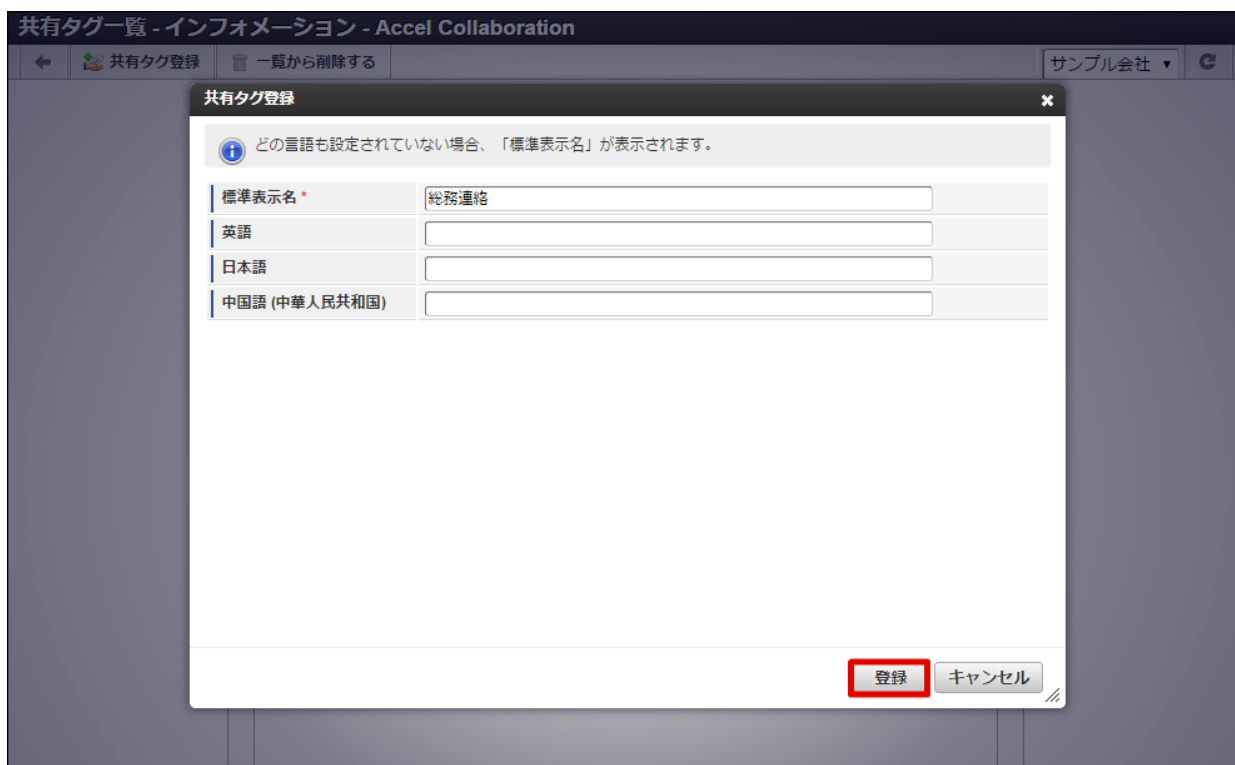 共有タグ一覧 - インフォメーション - Accel Collaboration
共有タグ登録 一覧から削除する サンプル会社
共有タグ登録
どの言語も設定されていない場合、「標準表示名」が表示されます。
標準表示名 * 総務連絡
英語
日本語
中国語 (中華人民共和国)
登録 キャンセル